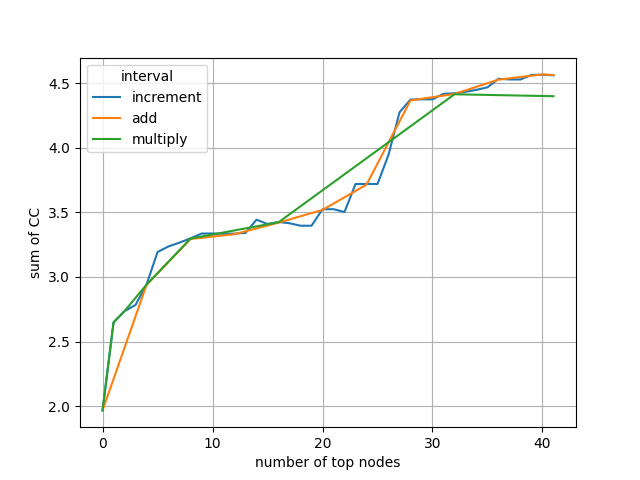 interval
increment
add
multiply
4.5
4.0
3.5
3.0
2.5
2.0
sum of CC
0 10 20 30 40
number of top nodes